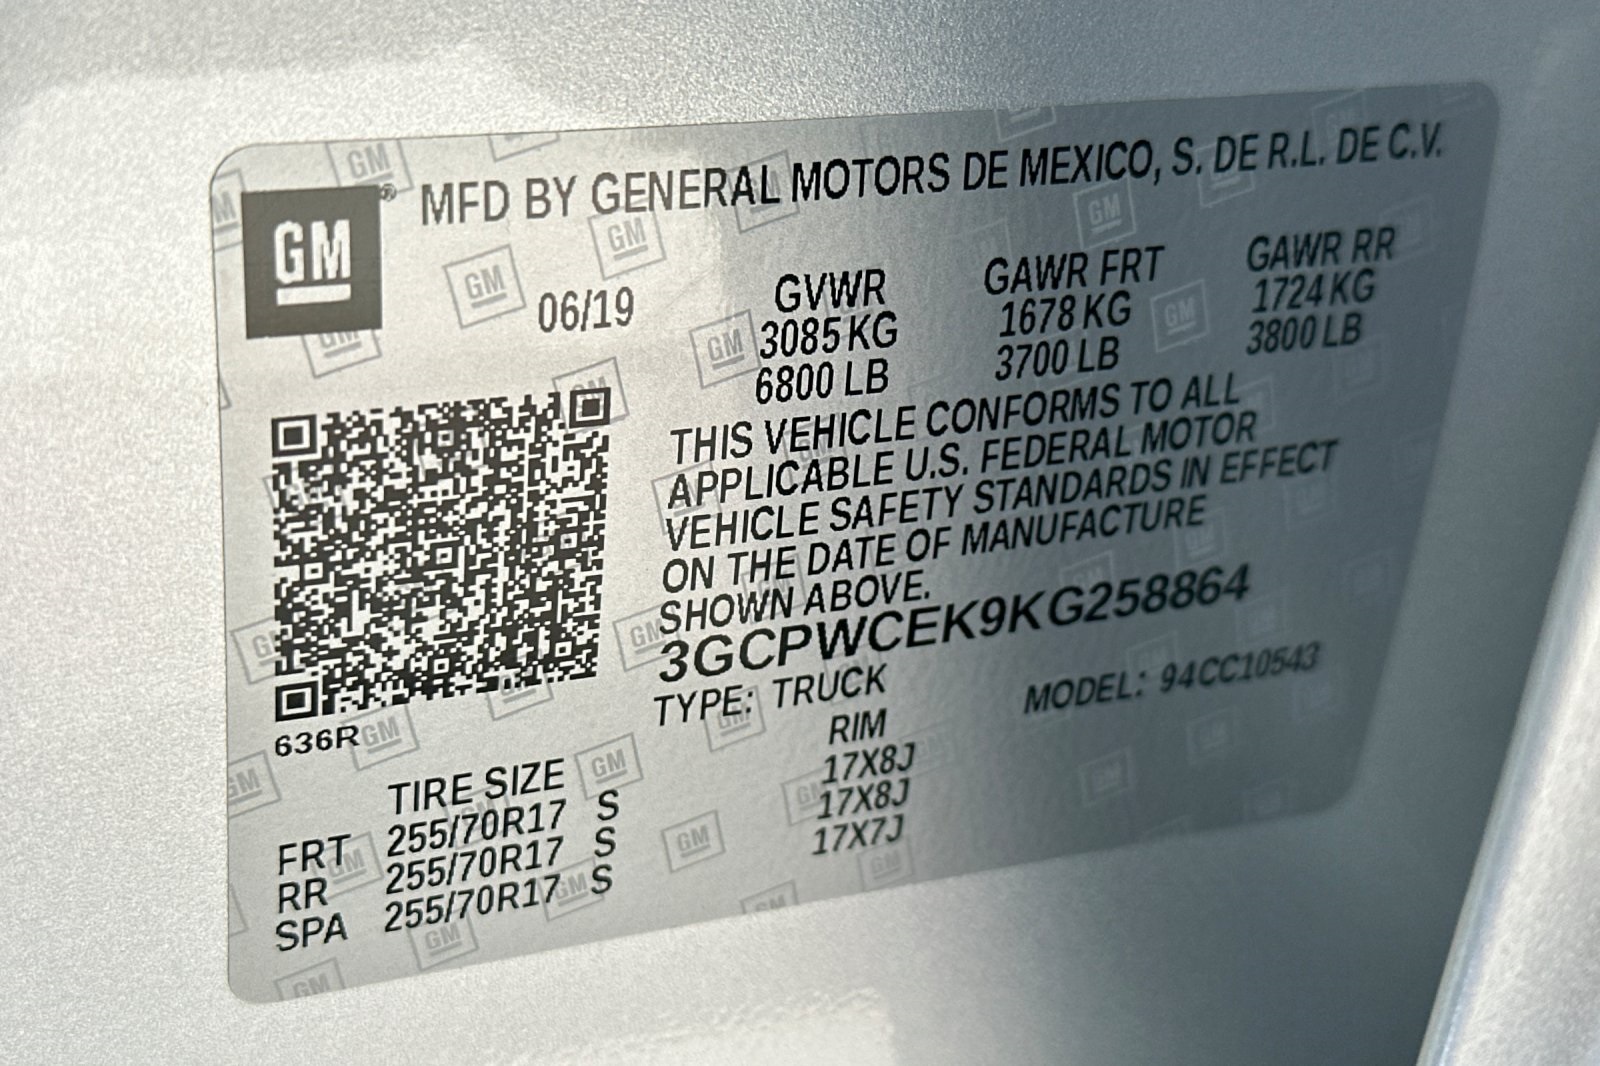 GM® MFD BY GENERAL MOTORS DE MEXICO, S. DE R.L. DE C.V.
06/19
GVWR GAWR FRT GAWR RR
3085 KG 1678 KG 1724 KG
6800 LB 3700 LB 3800 LB
THIS VEHICLE CONFORMS TO ALL
APPLICABLE U.S. FEDERAL MOTOR
VEHICLE SAFETY STANDARDS IN EFFECT
ON THE DATE OF MANUFACTURE
SHOWN ABOVE.
3GCPWCEK9KG258864
TYPE: TRUCK MODEL: 94CC10543
636R
TIRE SIZE RIM
FRT 255/70R17 S 17X8J
RR 255/70R17 S 17X8J
SPA 255/70R17 S 17X7J